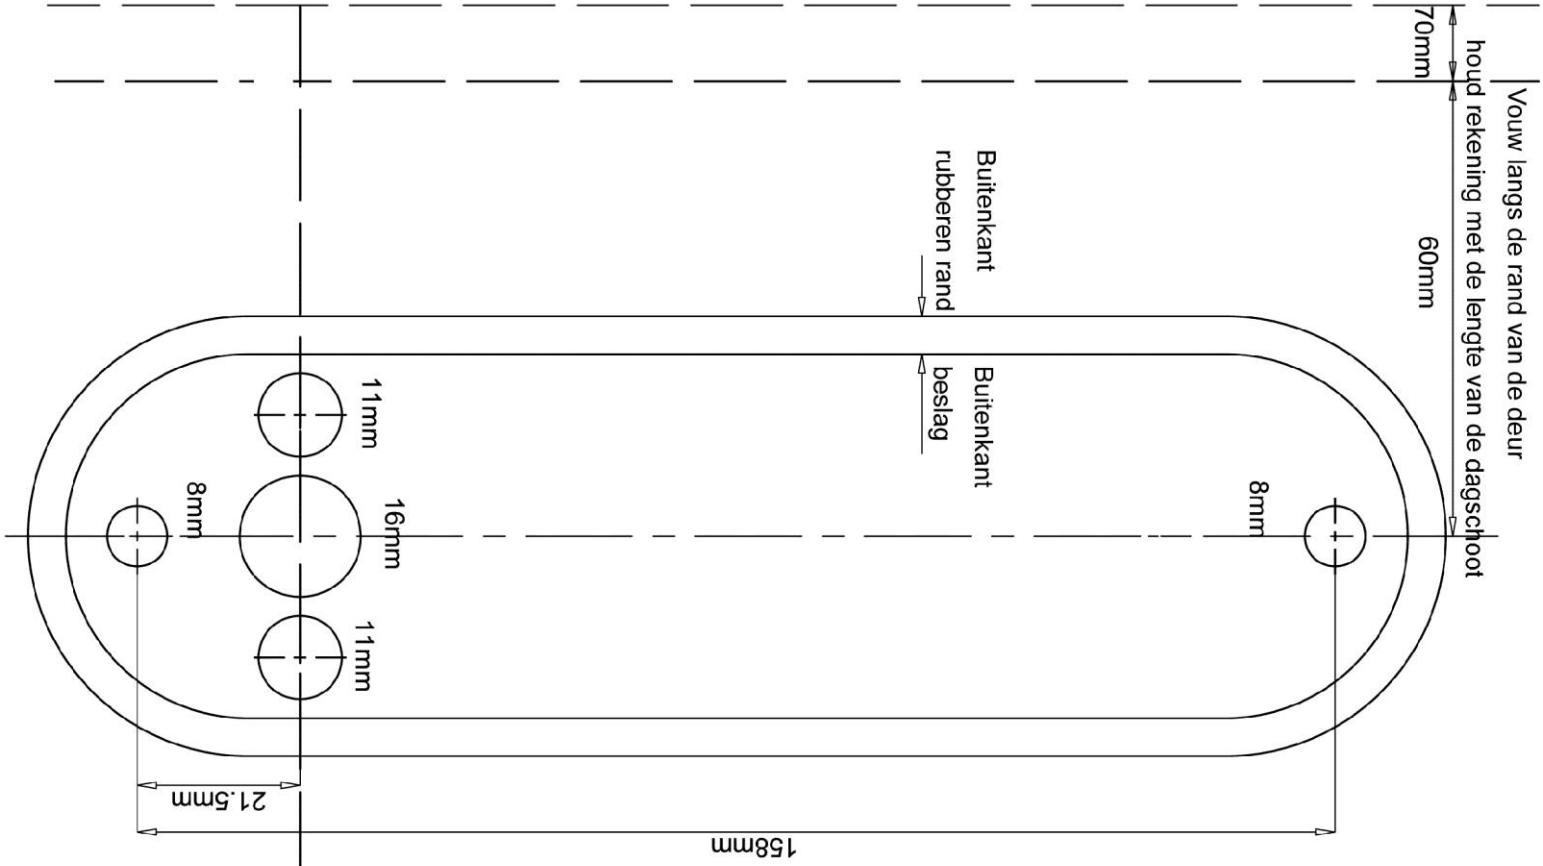 Vouw langs de rand van de deur
houd rekening met de lengte van de dagschoot
70mm
60mm
Buitenkant
rubberen rand
Buitenkant
beslag
8mm
11mm
16mm
11mm
8mm
21.5mm
158mm